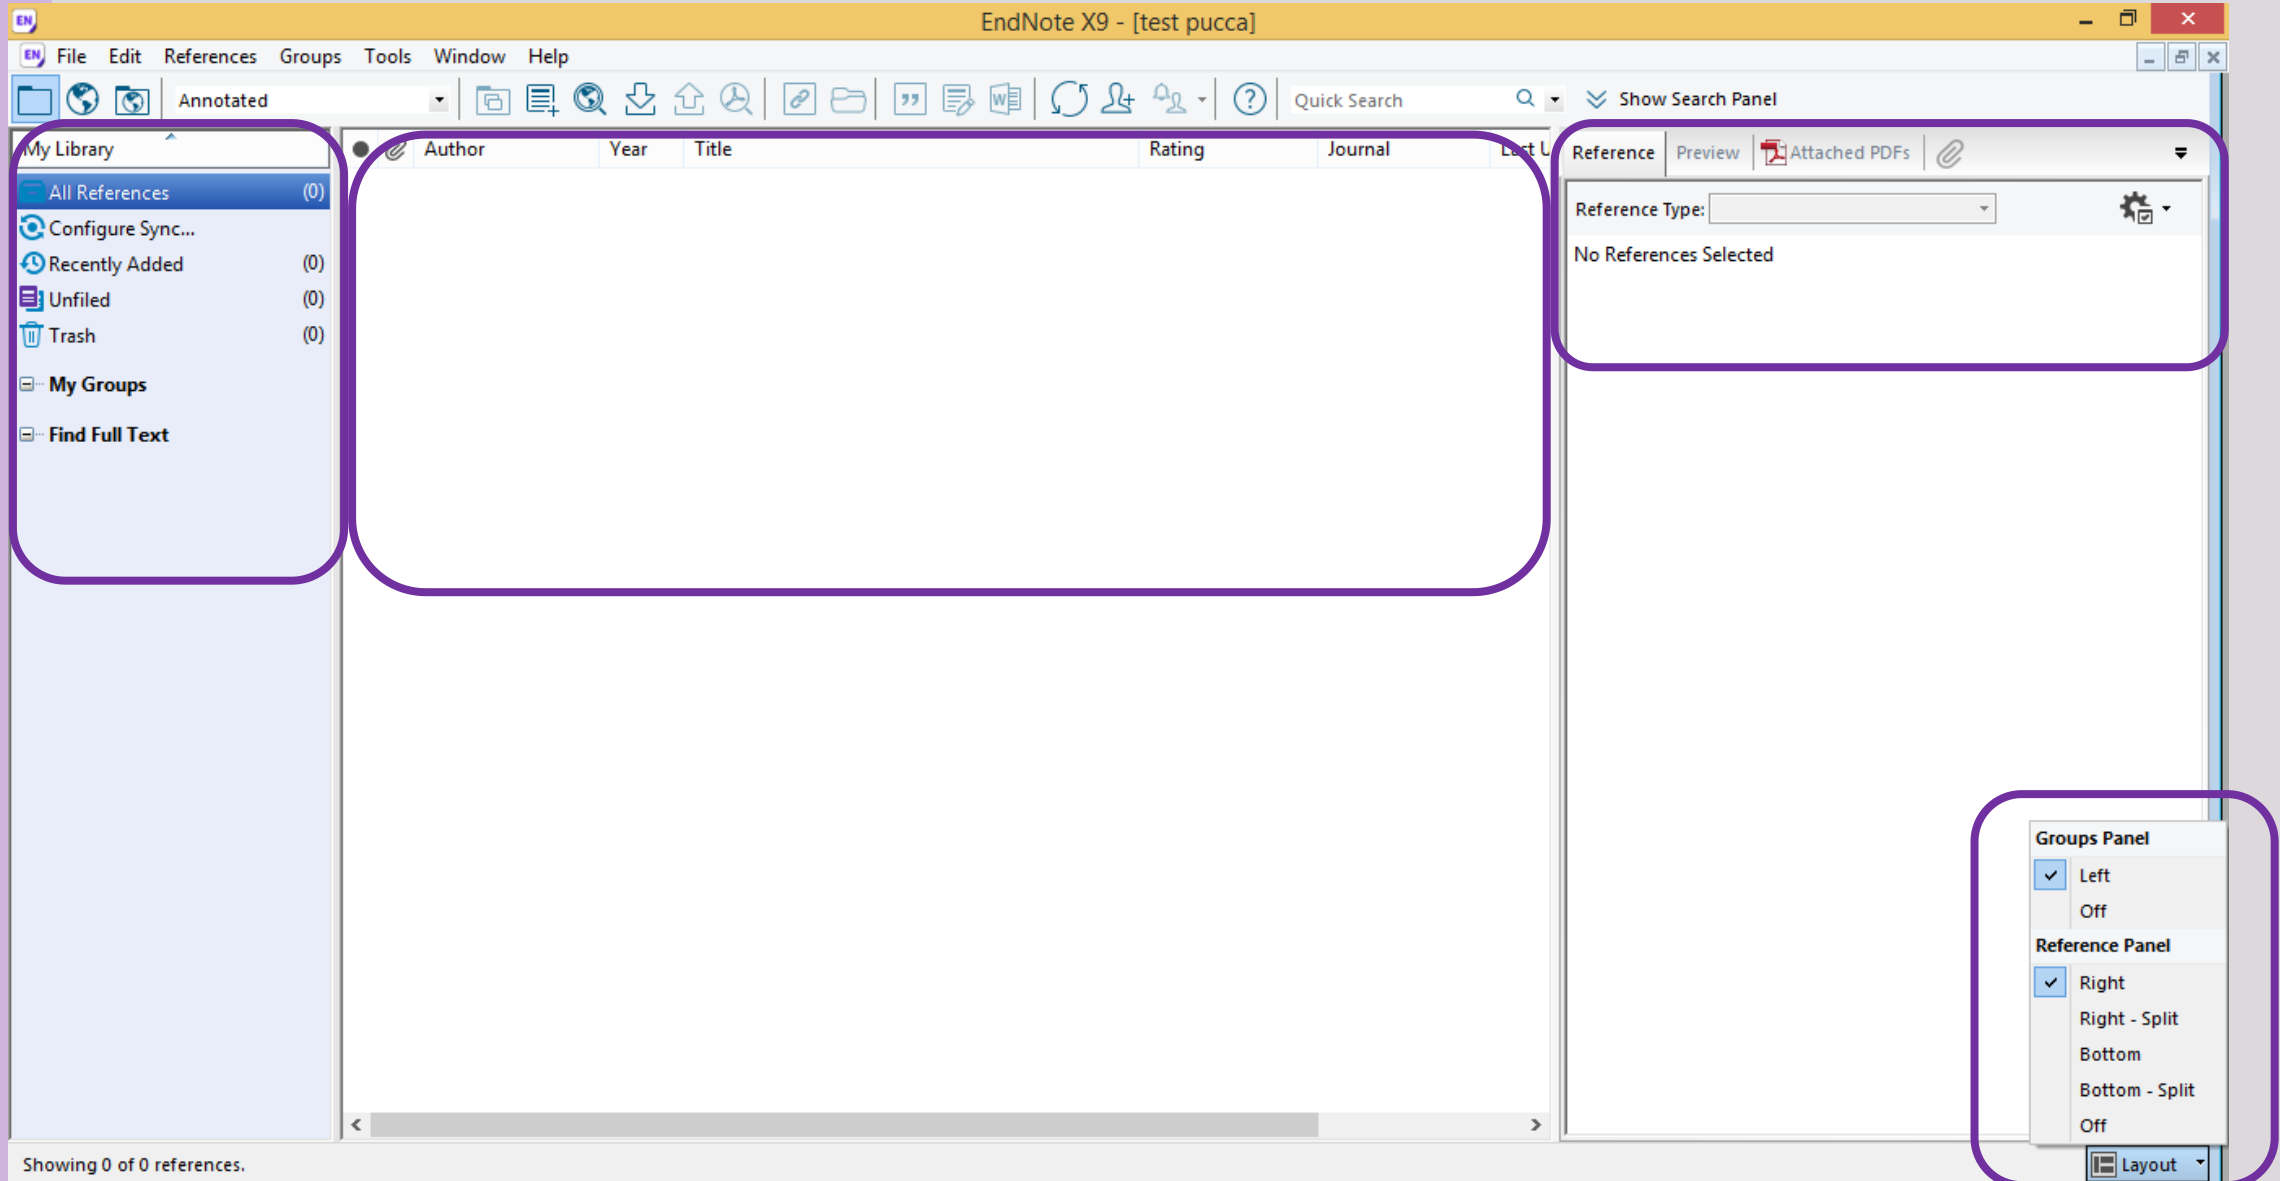 EN
EndNote X9 - [test pucca]
EN File Edit References Groups Tools Window Help
Annotated
Quick Search
Show Search Panel
My Library
All References (0)
Configure Sync...
Recently Added (0)
Unfiled (0)
Trash (0)
My Groups
Find Full Text
Author Year Title Rating Journal Last U
Reference Preview Attached PDFs
Reference Type:
No References Selected
Groups Panel
Left
Off
Reference Panel
Right
Right - Split
Bottom
Bottom - Split
Off
Showing 0 of 0 references.
Layout